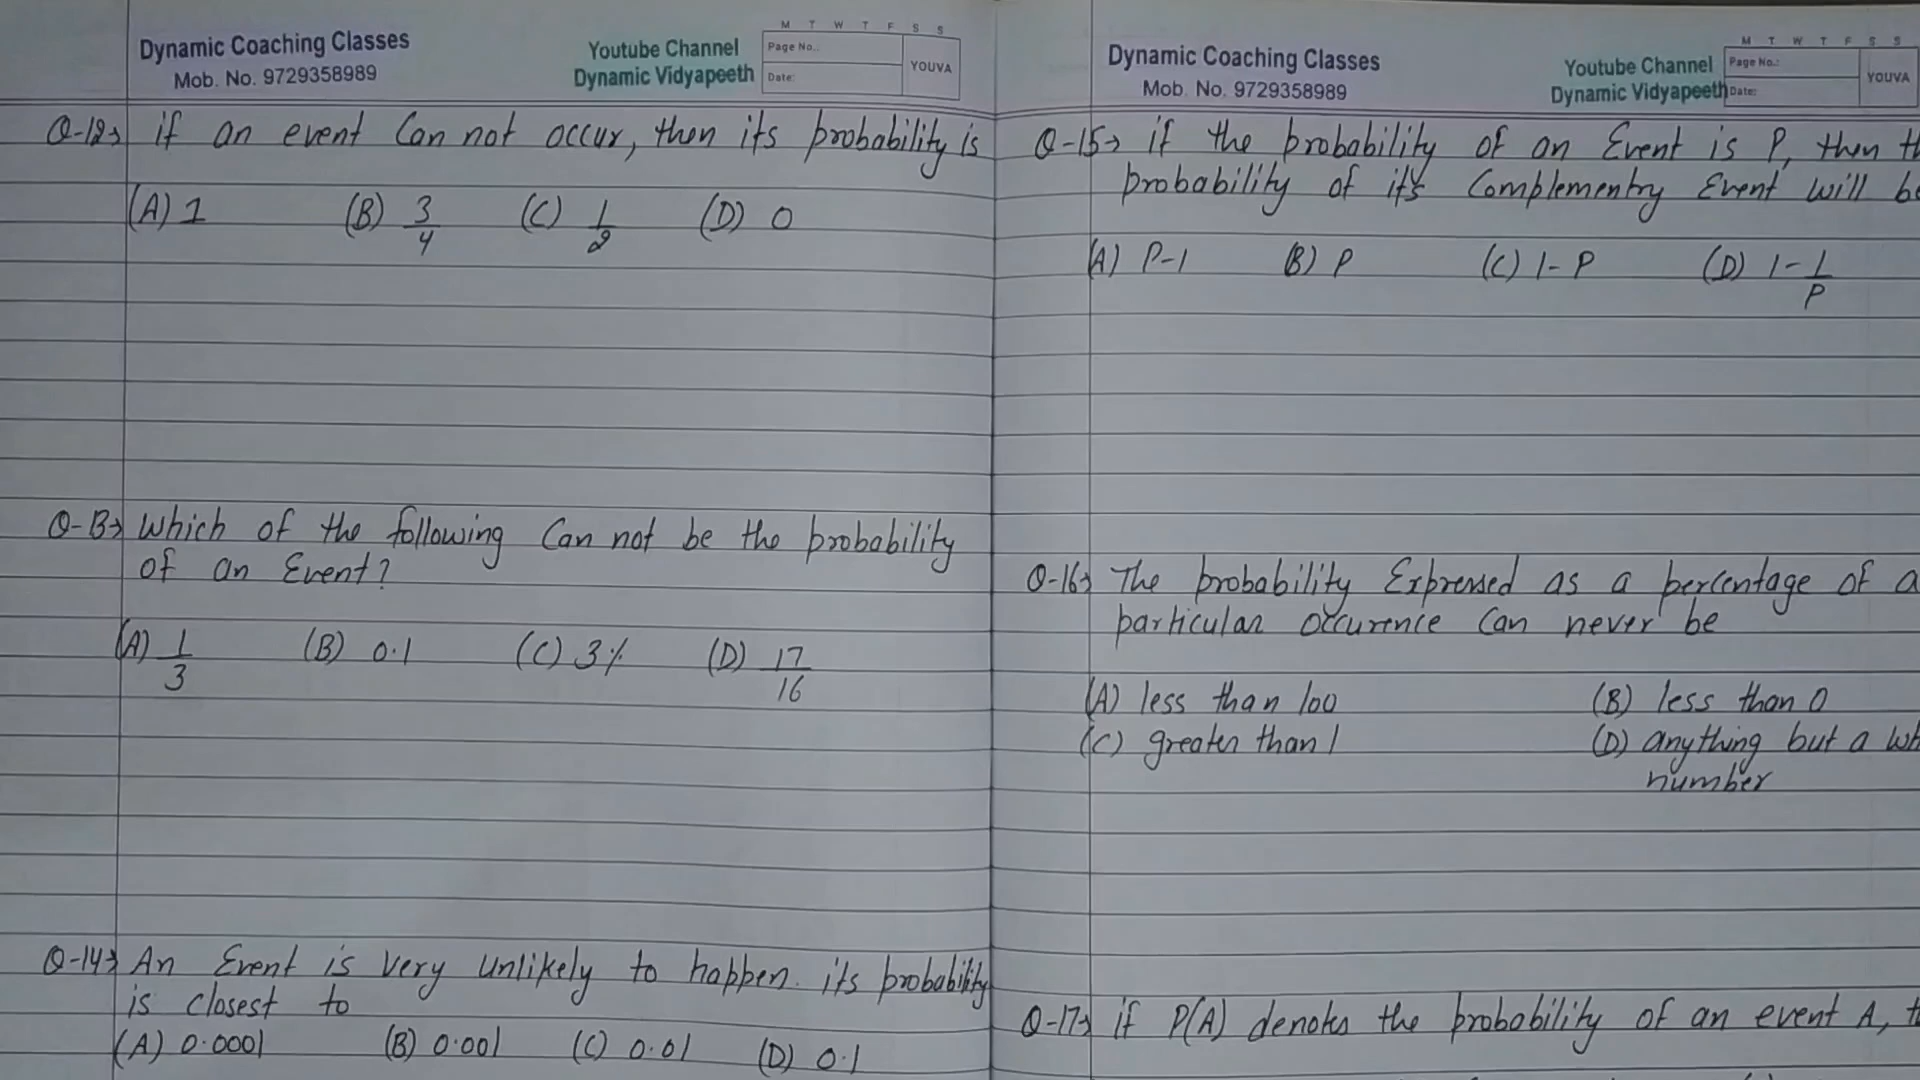 Dynamic Coaching Classes
Mob. No. 9729358989
Youtube Channel
Dynamic Vidyapeeth
M T W T F S S
Page No.:
Date:
YOUVA
Q-12→ if an event Can not occur, then its probability is
(A) 1 (B) 3/4 (C) 1/2 (D) 0
Q-13→ Which of the following Can not be the probability
of an Event?
(A) 1/3 (B) 0.1 (C) 3% (D) 17/16
Q-14→ An Event is very unlikely to happen. its probability
is closest to
(A) 0.0001 (B) 0.001 (C) 0.01 (D) 0.1
Dynamic Coaching Classes
Mob. No. 9729358989
Youtube Channel
Dynamic Vidyapeeth
M T W T F S S
Page No.:
Date:
YOUVA
Q-15→ if the probability of an Event is P, then th
probability of it's Complementry Event will be
(A) P-1 (B) P (C) 1-P (D) 1-1/P
Q-16→ The probability Expressed as a percentage of a
particular occurence Can never be
(A) less than 100 (B) less than 0
(C) greater than 1 (D) anything but a wh
number
Q-17→ if P(A) denotes the probability of an event A, t